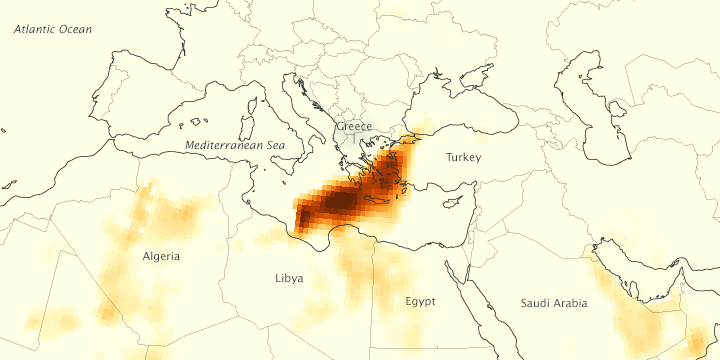 Atlantic Ocean
Greece
Mediterranean Sea
Turkey
Algeria
Libya
Egypt
Saudi Arabia